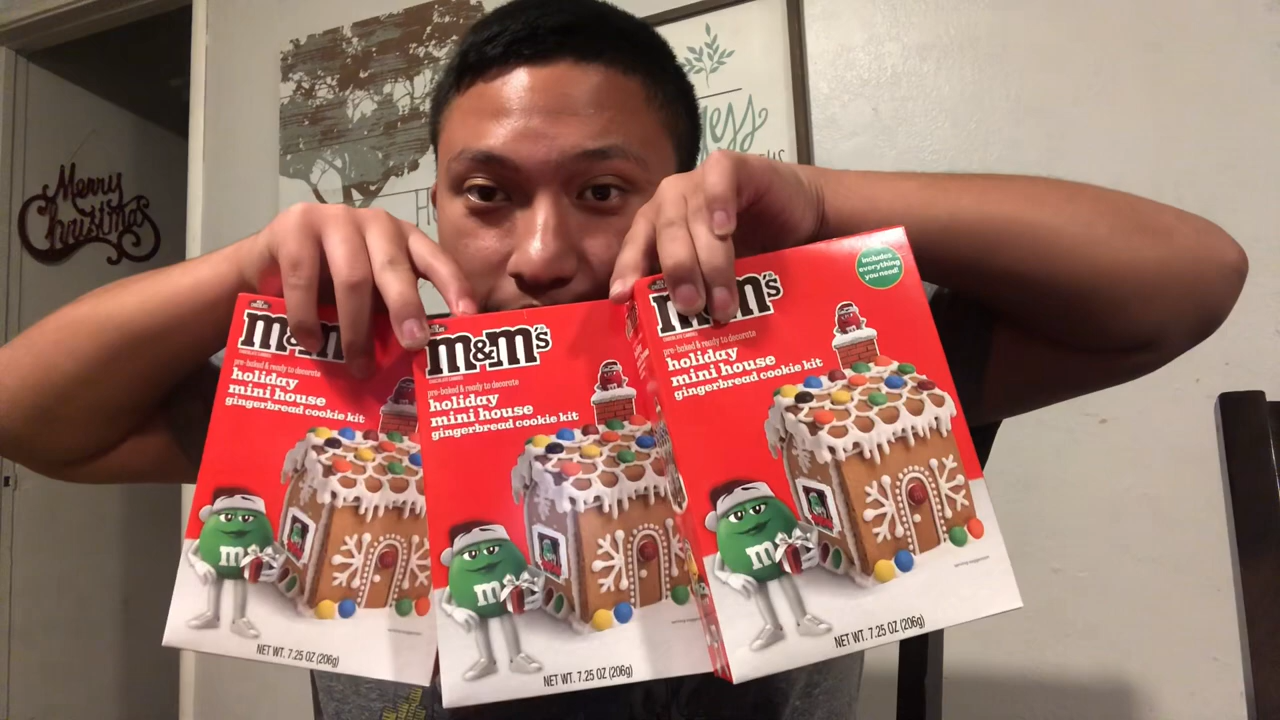 Merry
Christmas
m&m
pre-baked & ready to decorate
holiday
mini house
gingerbread cookie kit
m
NET WT. 7.25 OZ (206g)
m&m's
pre-baked & ready to decorate
holiday
mini house
gingerbread cookie kit
m
NET WT. 7.25 OZ (206g)
m&m's
includes
everything
you need!
pre-baked & ready to decorate
holiday
mini house
gingerbread cookie kit
m
NET WT. 7.25 OZ (206g)